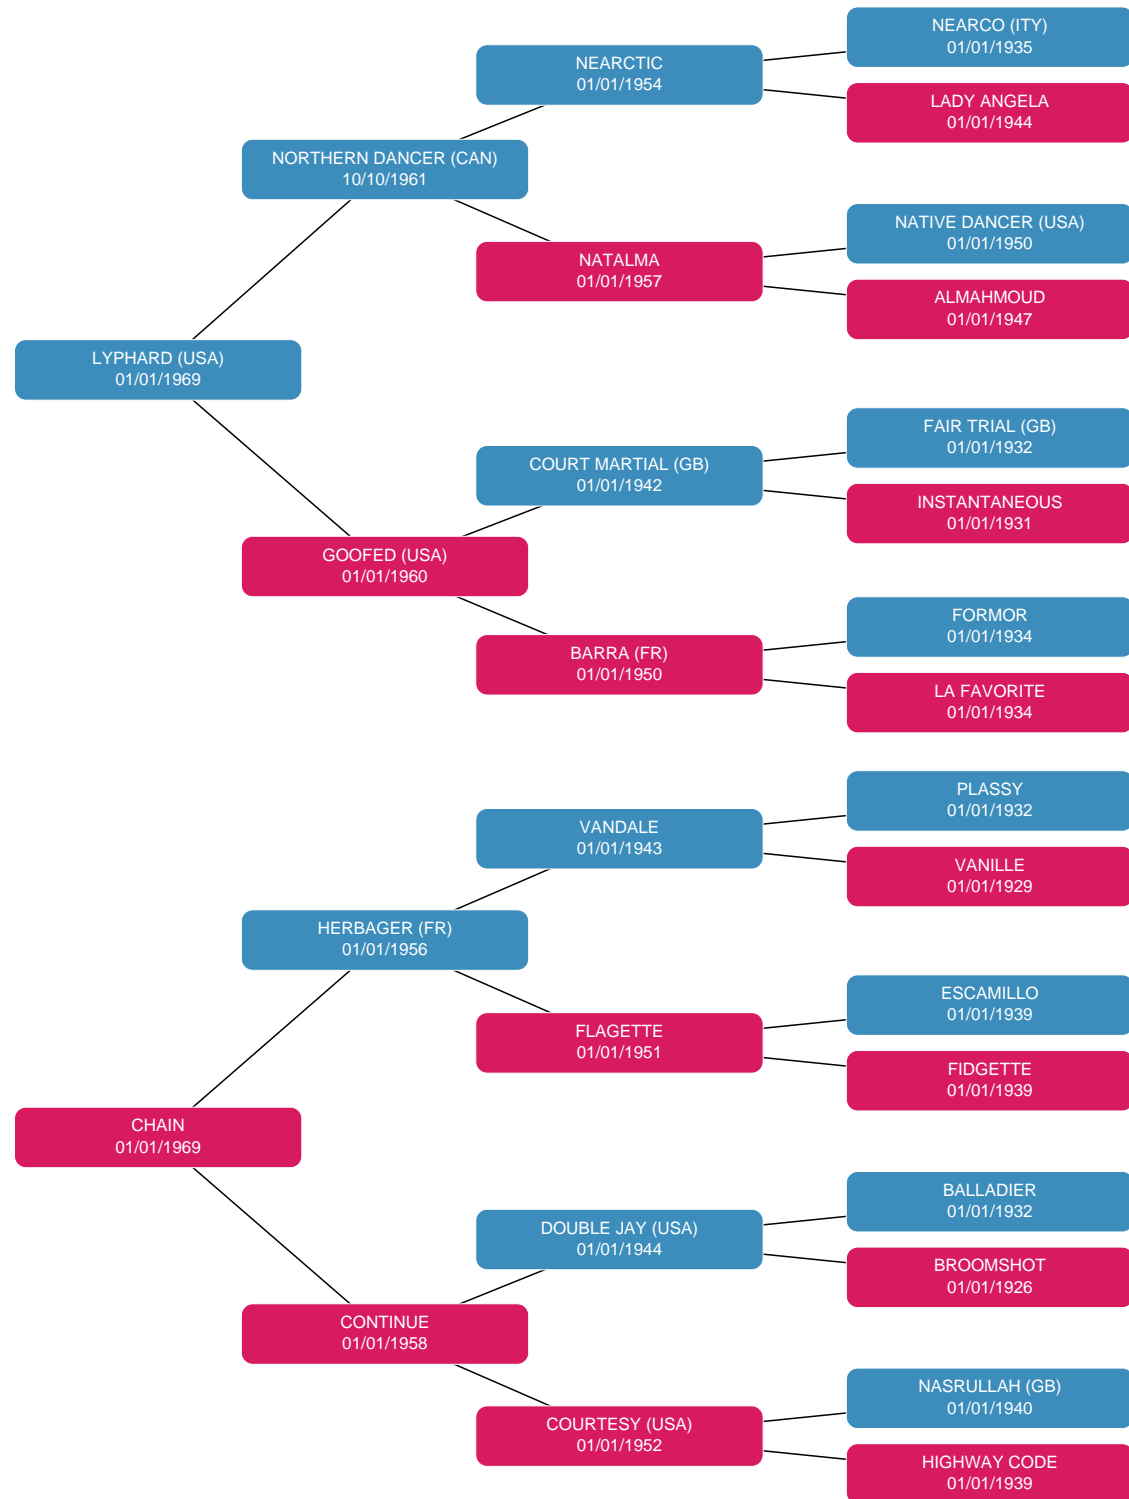 NEARCO (ITY)
01/01/1935
NEARCTIC
01/01/1954
LADY ANGELA
01/01/1944
NORTHERN DANCER (CAN)
10/10/1961
NATIVE DANCER (USA)
01/01/1950
NATALMA
01/01/1957
ALMAHMOUD
01/01/1947
LYPHARD (USA)
01/01/1969
FAIR TRIAL (GB)
01/01/1932
COURT MARTIAL (GB)
01/01/1942
INSTANTANEOUS
01/01/1931
GOOFED (USA)
01/01/1960
FORMOR
01/01/1934
BARRA (FR)
01/01/1950
LA FAVORITE
01/01/1934
PLASSY
01/01/1932
VANDALE
01/01/1943
VANILLE
01/01/1929
HERBAGER (FR)
01/01/1956
ESCAMILLO
01/01/1939
FLAGETTE
01/01/1951
FIDGETTE
01/01/1939
CHAIN
01/01/1969
BALLADIER
01/01/1932
DOUBLE JAY (USA)
01/01/1944
BROOMSHOT
01/01/1926
CONTINUE
01/01/1958
NASRULLAH (GB)
01/01/1940
COURTESY (USA)
01/01/1952
HIGHWAY CODE
01/01/1939